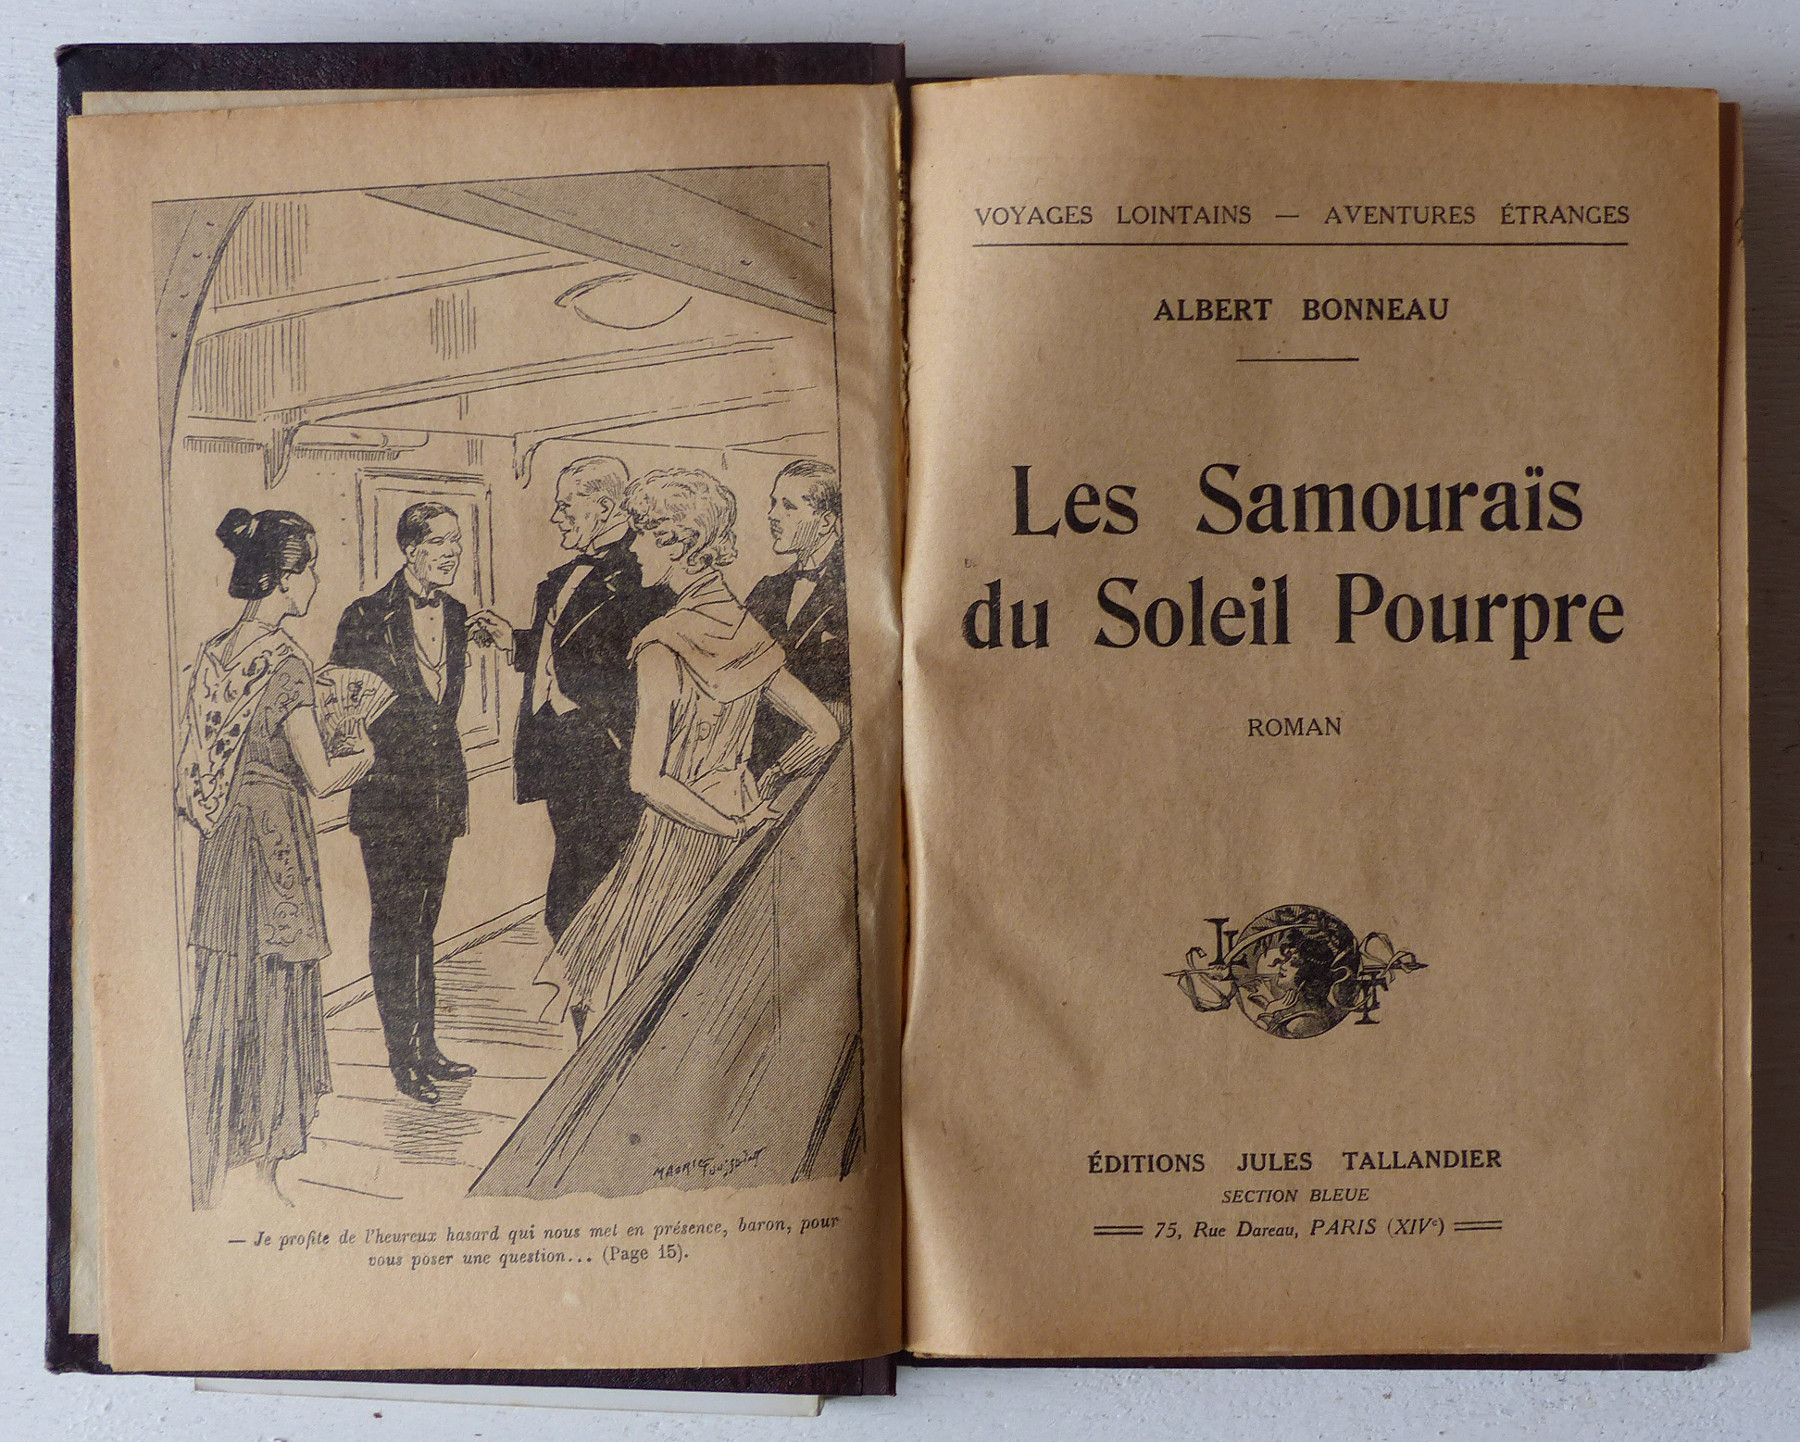 MAURICE TOUSSAINT
— Je profite de l'heureux hasard qui nous met en présence, baron, pour
vous poser une question... (Page 15).
VOYAGES LOINTAINS — AVENTURES ÉTRANGES
ALBERT BONNEAU
Les Samouraïs
du Soleil Pourpre
ROMAN
ÉDITIONS JULES TALLANDIER
SECTION BLEUE
75, Rue Dareau, PARIS (XIVe)